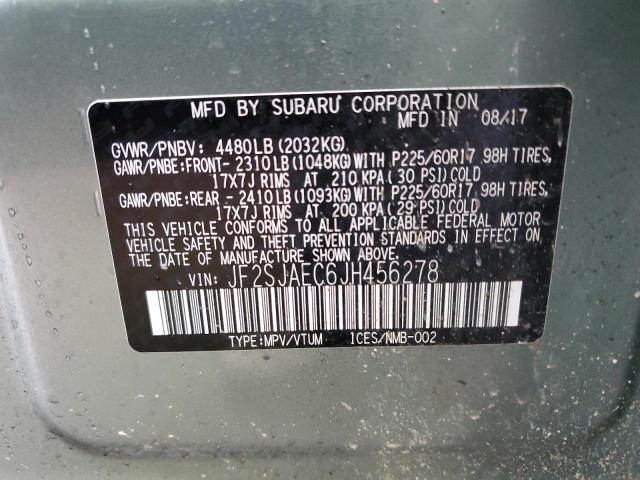 MFD BY SUBARU CORPORATION
MFD IN 08/17
GVWR/PNBV: 4480LB (2032KG)
GAWR/PNBE:FRONT- 2310LB (1048KG) WITH P225/60R17 98H TIRES,
17X7J RIMS AT 210 KPA ( 30 PSI) COLD
GAWR/PNBE:REAR - 2410LB (1093KG) WITH P225/60R17 98H TIRES,
17X7J RIMS AT 200 KPA (29 PSI) COLD
THIS VEHICLE CONFORMS TO ALL APPLICABLE FEDERAL MOTOR
VEHICLE SAFETY AND THEFT PREVENTION STANDARDS IN EFFECT ON
THE DATE OF MANUFACTURE SHOWN ABOVE.
VIN: JF2SJAEC6JH456278
TYPE:MPV/VTUM ICES/NMB-002